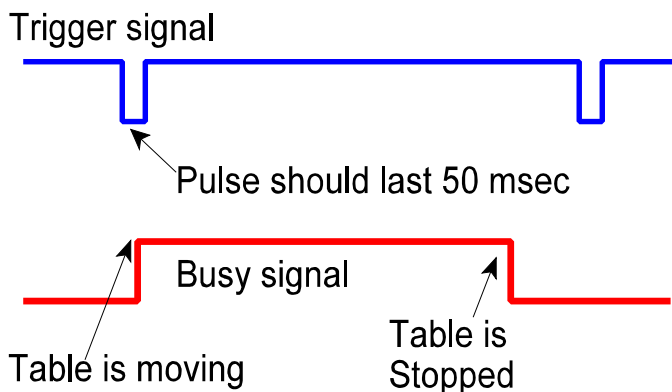 Trigger signal
Pulse should last 50 msec
Busy signal
Table is moving
Table is
Stopped